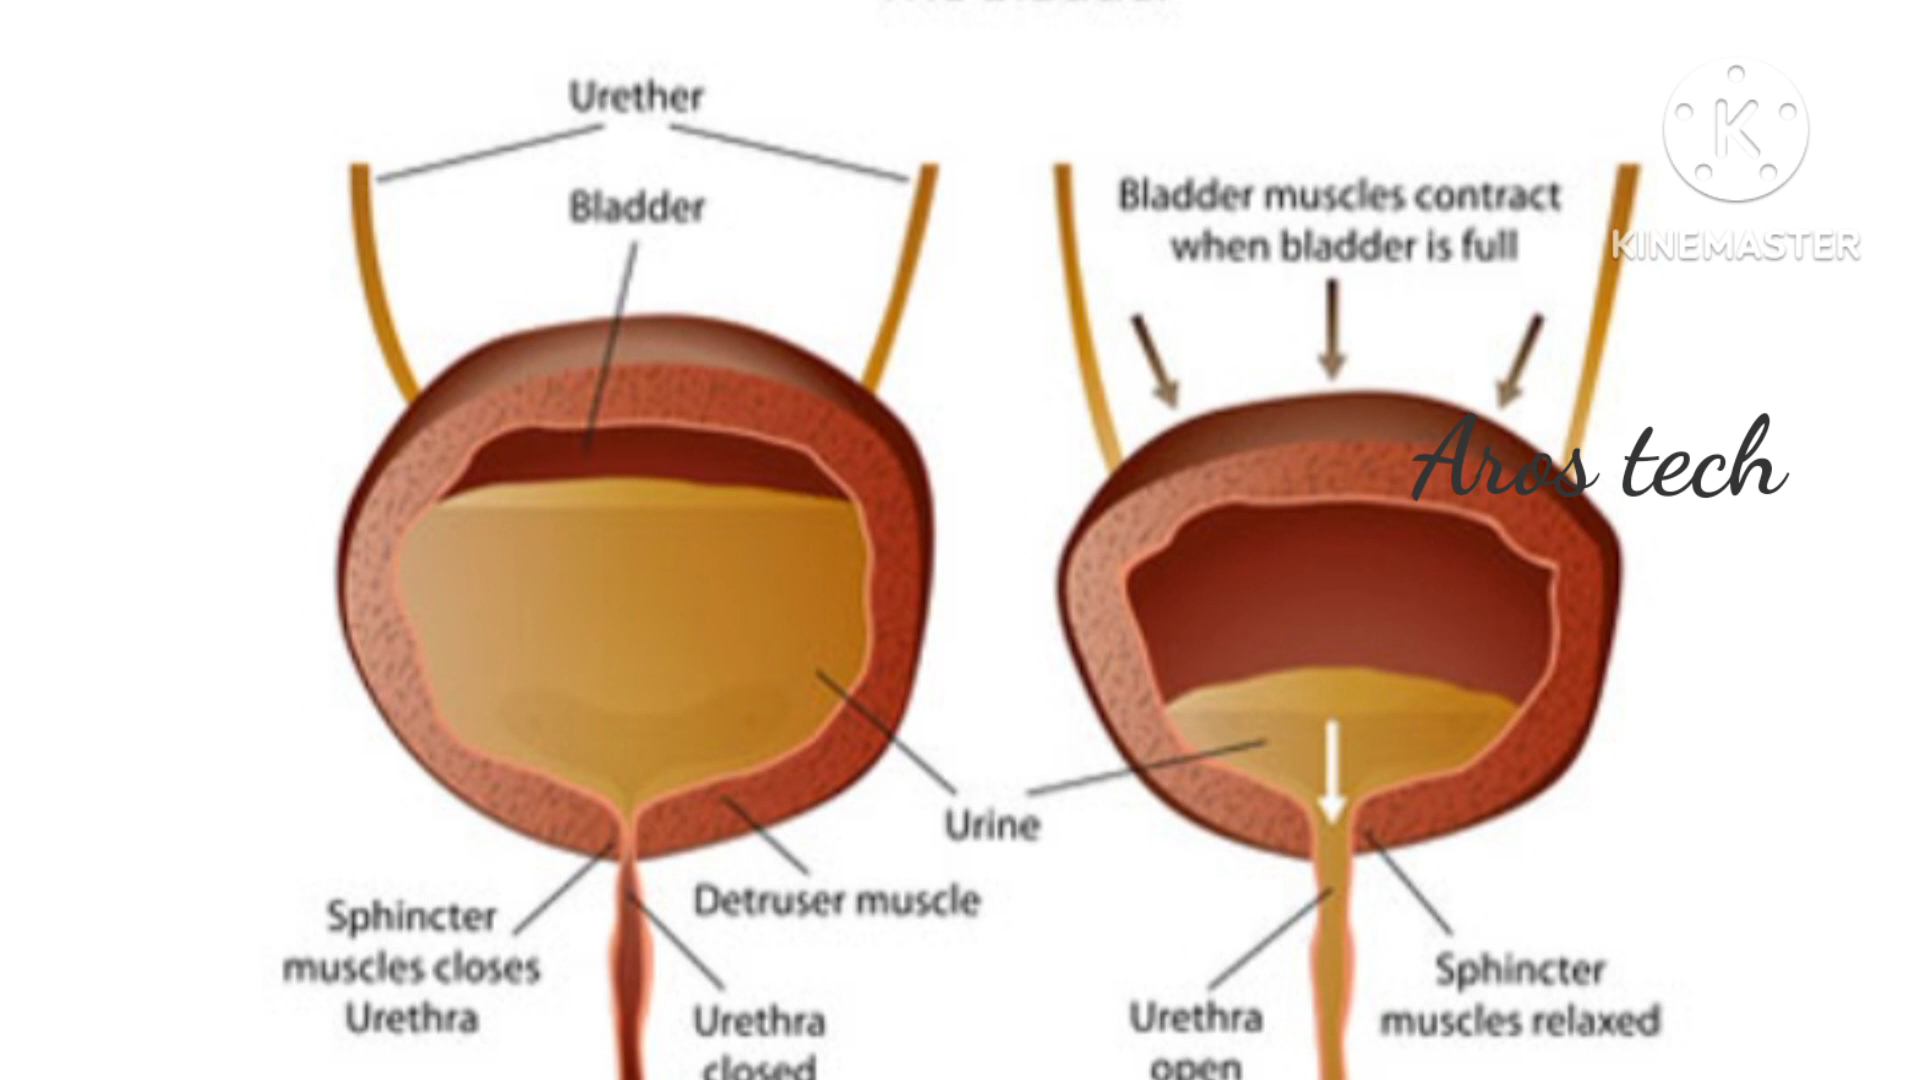 Urether
Bladder
Bladder muscles contract
when bladder is full
K
KINEMASTER
Aros tech
Urine
Detruser muscle
Sphincter
muscles closes
Urethra
Urethra
closed
Urethra
open
Sphincter
muscles relaxed